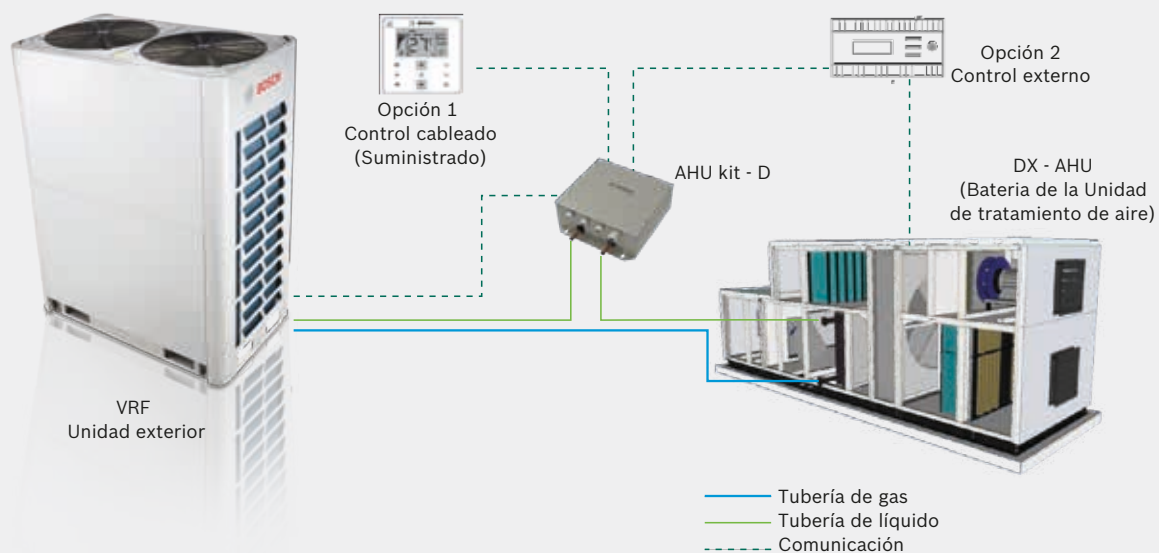 BOSCH
Opción 1
Control cableado
(Suministrado)
Opción 2
Control externo
AHU kit - D
DX - AHU
(Bateria de la Unidad
de tratamiento de aire)
VRF
Unidad exterior
Tubería de gas
Tubería de líquido
Comunicación